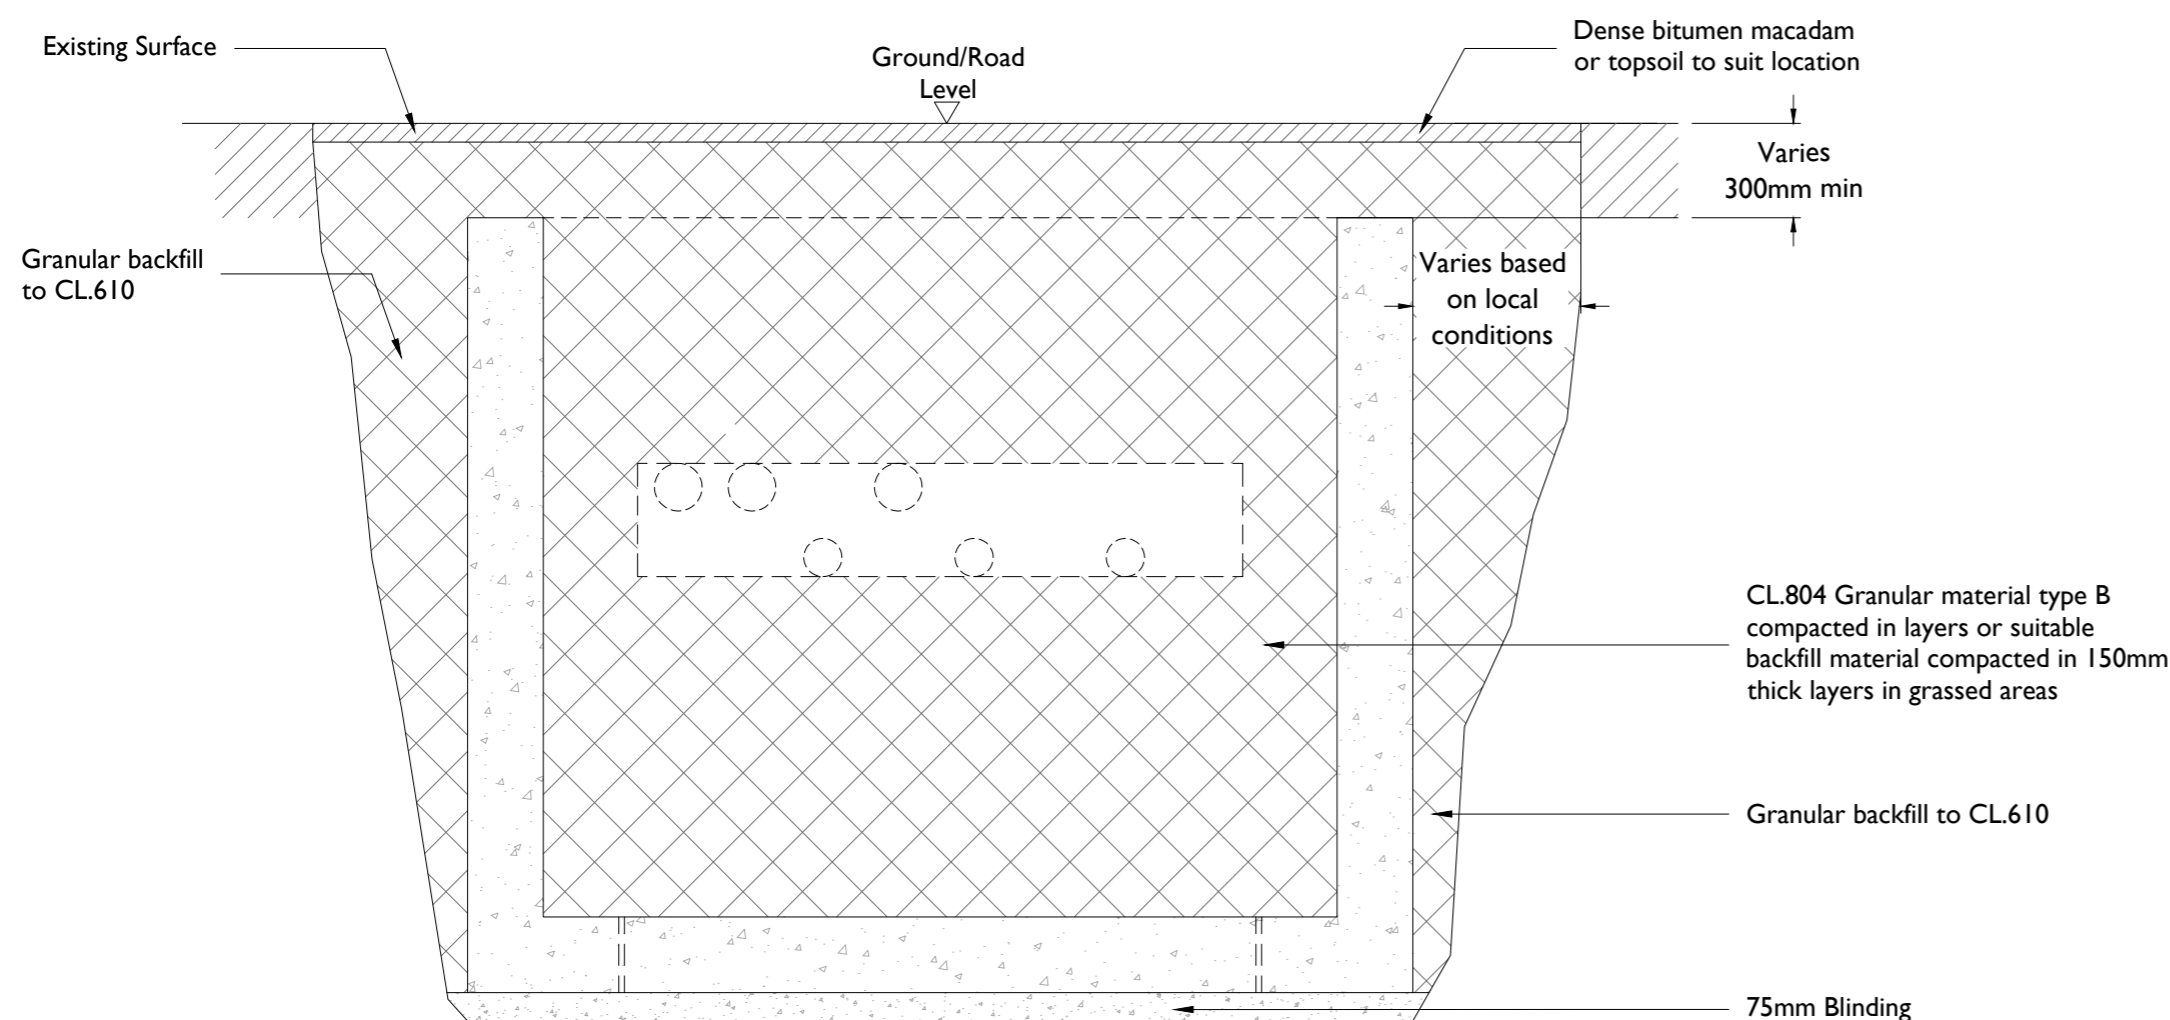 Existing Surface
Ground/Road
Level
Dense bitumen macadam
or topsoil to suit location
Varies
300mm min
Granular backfill
to CL.610
Varies based
on local
conditions
CL.804 Granular material type B
compacted in layers or suitable
backfill material compacted in 150mm
thick layers in grassed areas
Granular backfill to CL.610
75mm Blinding